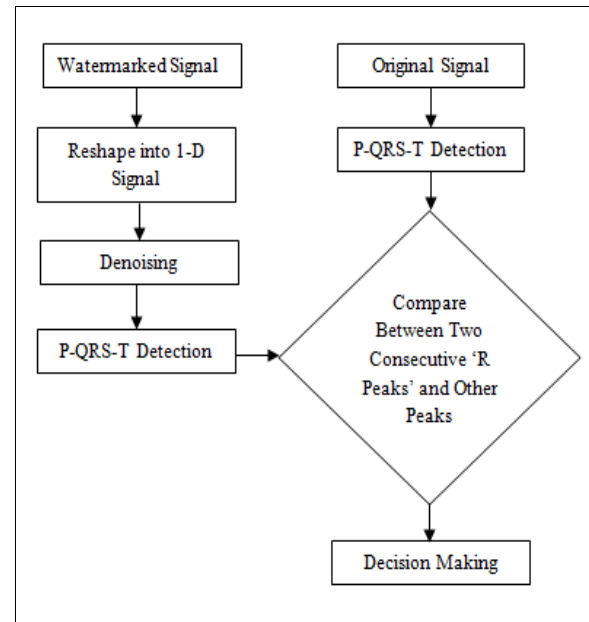 Watermarked Signal
Reshape into 1-D
Signal
Denoising
P-QRS-T Detection
Original Signal
P-QRS-T Detection
Compare
Between Two
Consecutive ‘R
Peaks’ and Other
Peaks
Decision Making